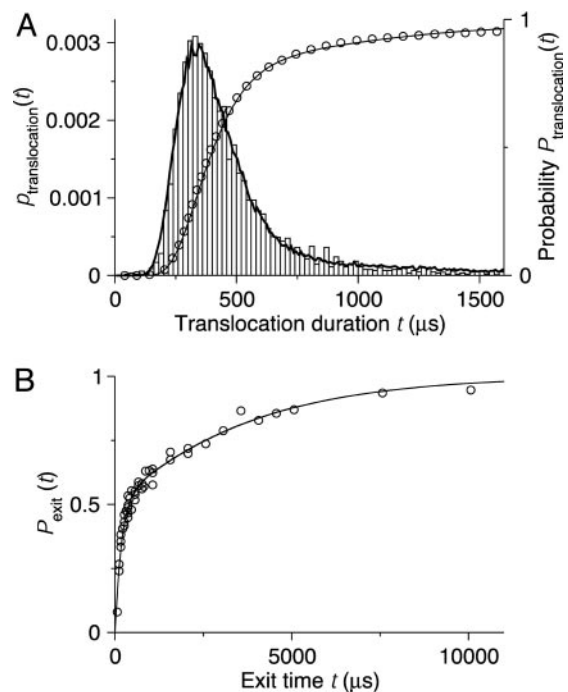 A
0.003
0.002
0.001
0
p_translocation(t)
1
0
Probability P_translocation(t)
0 500 1000 1500
Translocation duration t (μs)
B
1
0.5
0
P_exit (t)
0 5000 10000
Exit time t (μs)